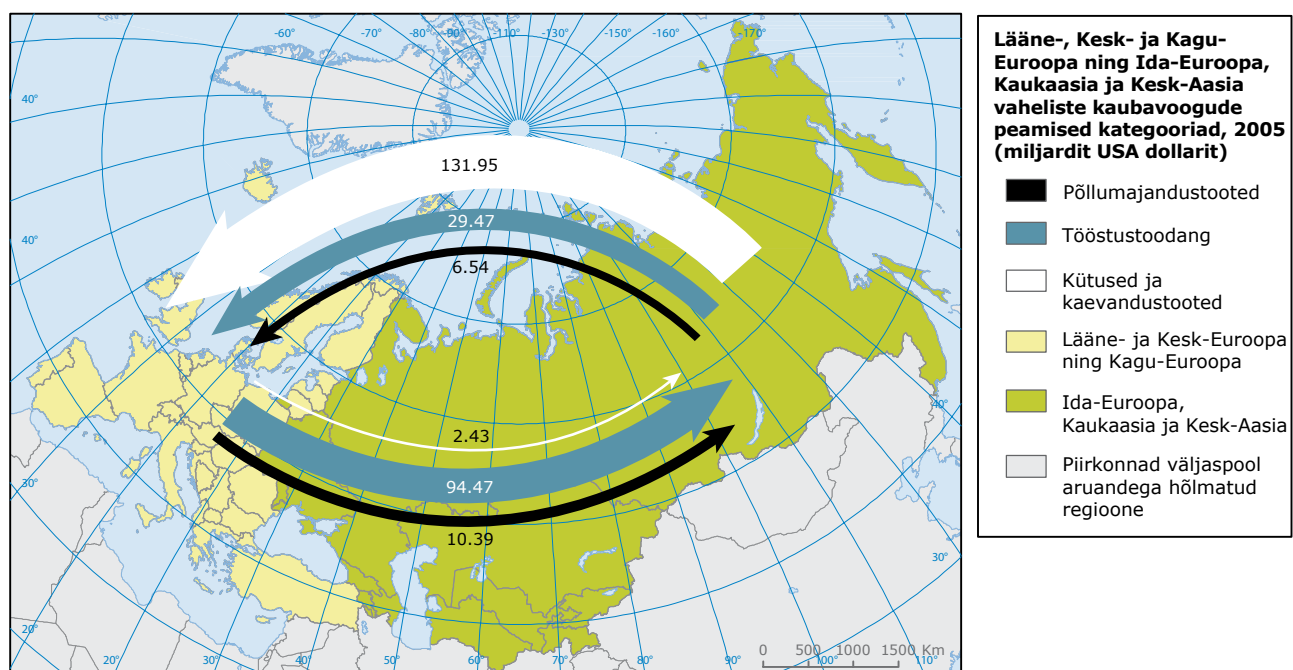 -60°
-70°
-80°
-90°
-110°
-130°
-150°
-160°
-170°
40°
40°
30°
20°
20°
30°
40°
50°
60°
70°
80°
90°
100°
110°
30°
40°
131.95
29.47
6.54
2.43
94.47
10.39
0 500 1000 1500 Km
Lääne-, Kesk- ja Kagu-
Euroopa ning Ida-Euroopa,
Kaukaasia ja Kesk-Aasia
vaheliste kaubavoogude
peamised kategooriad, 2005
(miljardit USA dollarit)
Põllumajandustooted
Tööstustoodang
Kütused ja
kaevandustooted
Lääne- ja Kesk-Euroopa
ning Kagu-Euroopa
Ida-Euroopa,
Kaukaasia ja Kesk-Aasia
Piirkonnad väljaspool
aruandega hõlmatud
regioone